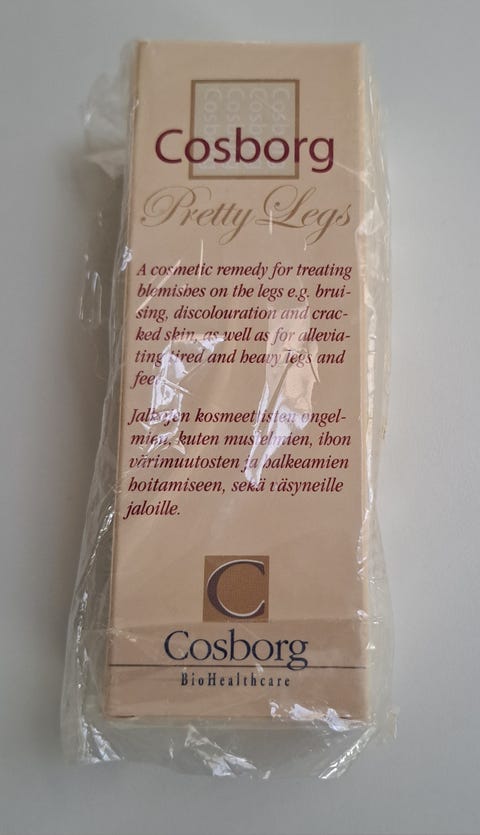 Cosborg
Pretty Legs
A cosmetic remedy for treating
blemishes on the legs e.g. brui-
sing, discolouration and crac-
ked skin, as well as for allevia-
ting tired and heavy legs and
feet
Jalkojen kosmeettisten ongel-
mien, kuten mustelmien, ihon
värimuutosten ja halkeamien
hoitamiseen, sekä väsyneille
jaloille.
C
Cosborg
BioHealthcare